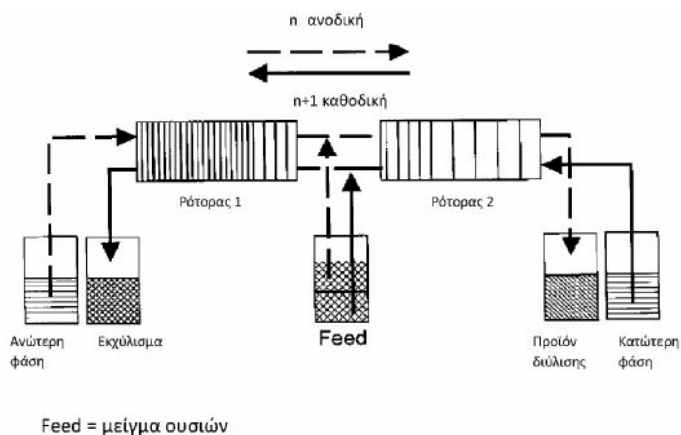 n ανοδική
n+1 καθοδική
Ρότορας 1
Ρότορας 2
Ανώτερη
φάση
Εκχύλισμα
Feed
Προϊόν
διύλισης
Κατώτερη
φάση
Feed = μείγμα ουσιών